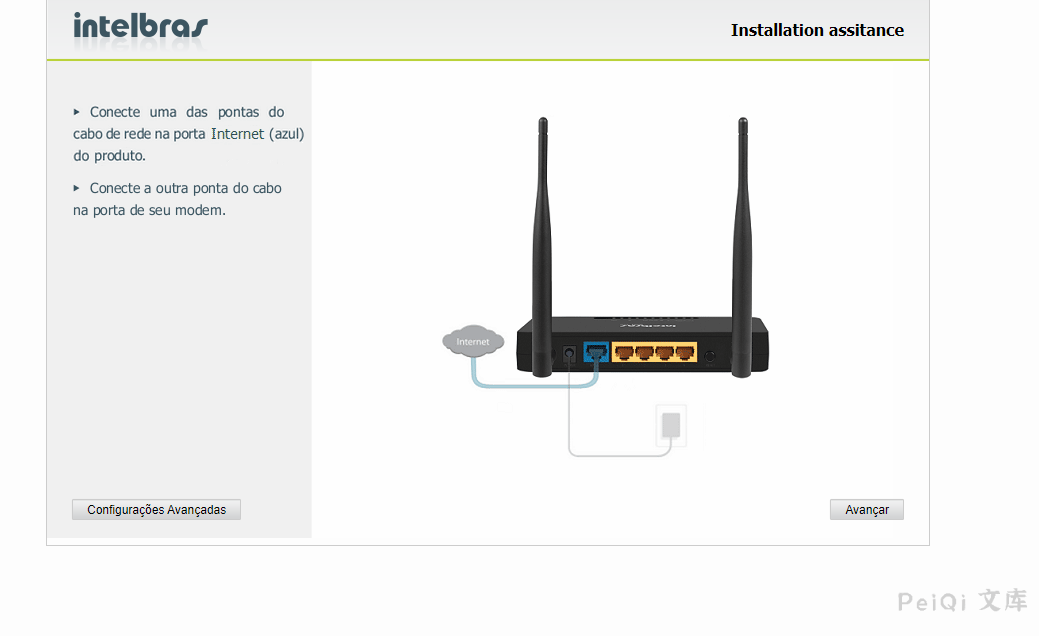 intelbras
Installation assitance
▸ Conecte uma das pontas do
cabo de rede na porta Internet (azul)
do produto.
▸ Conecte a outra ponta do cabo
na porta de seu modem.
intelbras
Internet
Configurações Avançadas
Avançar
PeiQi 文库